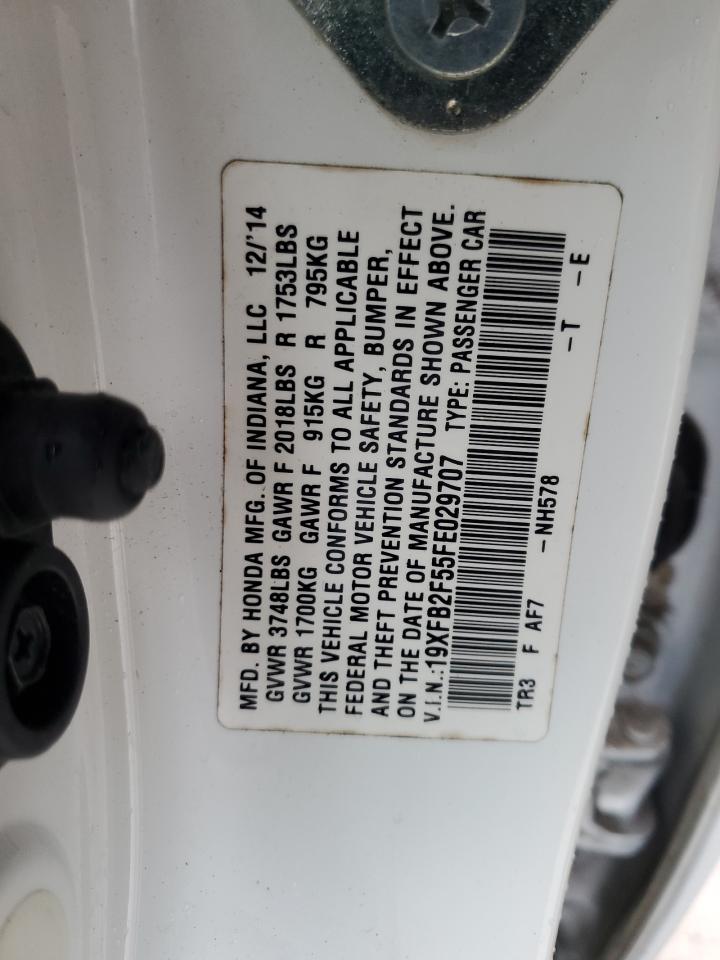 MFD. BY HONDA MFG. OF INDIANA, LLC 12/'14
GVWR 3748LBS GAWR F 2018LBS R 1753LBS
GVWR 1700KG GAWR F 915KG R 795KG
THIS VEHICLE CONFORMS TO ALL APPLICABLE
FEDERAL MOTOR VEHICLE SAFETY, BUMPER,
AND THEFT PREVENTION STANDARDS IN EFFECT
ON THE DATE OF MANUFACTURE SHOWN ABOVE.
V.I.N.:19XFB2F55FE029707 TYPE: PASSENGER CAR
TR3 F AF7 -NH578 -T -E